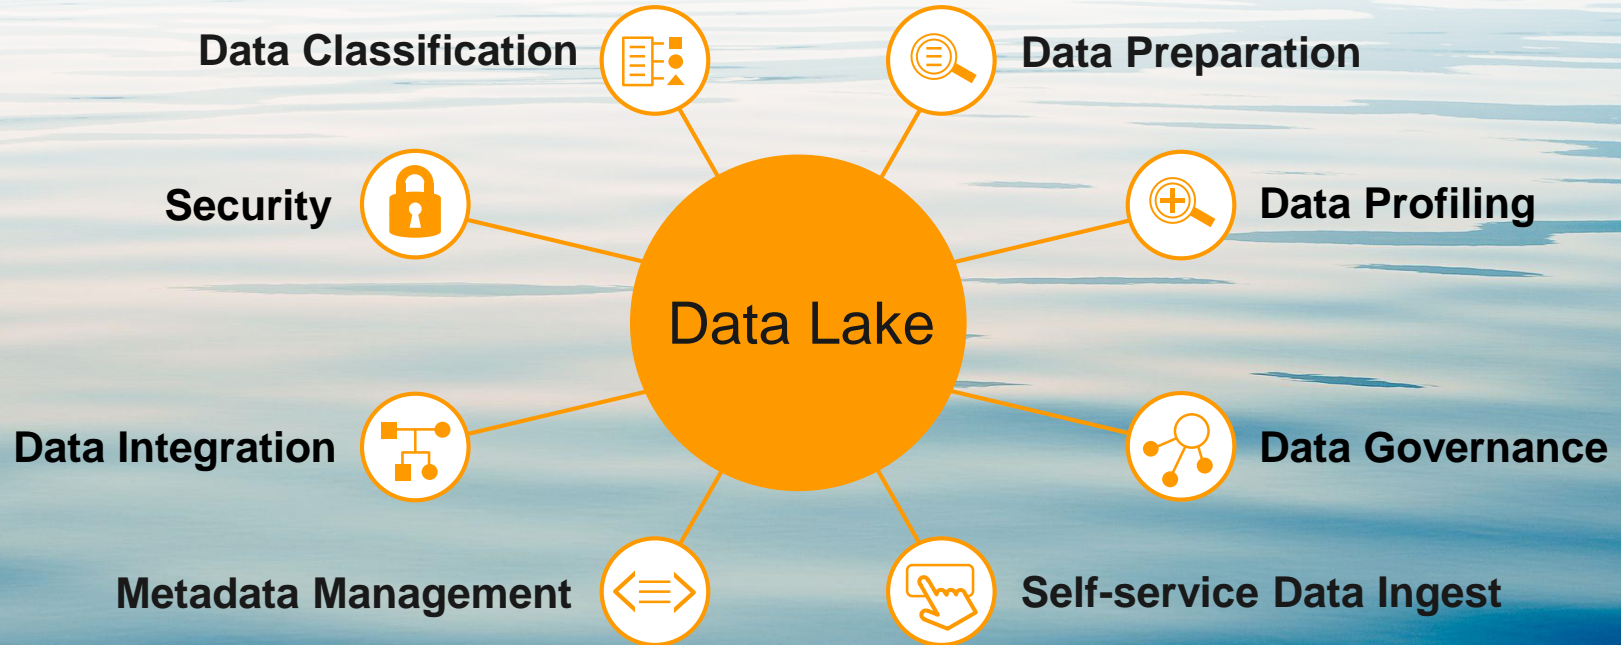 Data Classification
Data Preparation
Security
Data Profiling
Data Lake
Data Integration
Data Governance
Metadata Management
Self-service Data Ingest